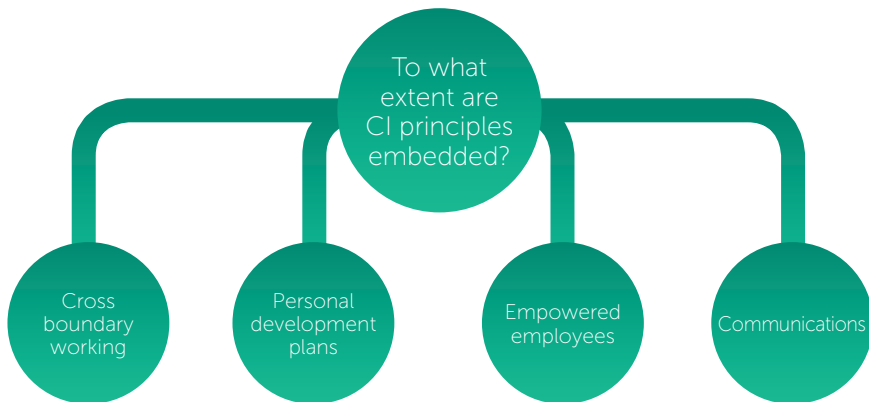 To what
extent are
CI principles
embedded?
Cross
boundary
working
Personal
development
plans
Empowered
employees
Communications